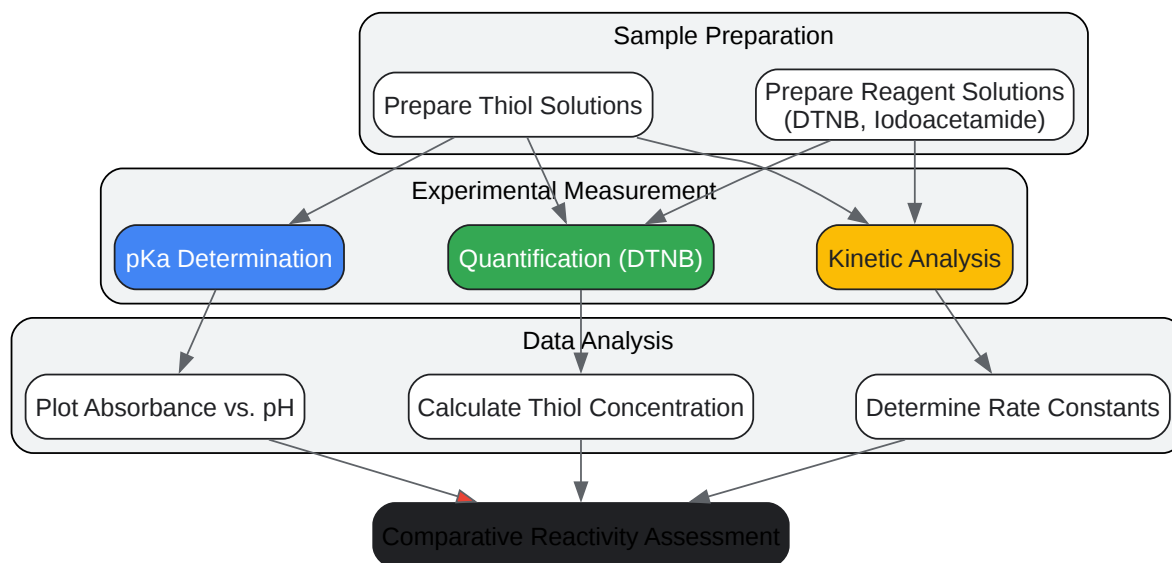 Sample Preparation
Prepare Thiol Solutions
Prepare Reagent Solutions
(DTNB, Iodoacetamide)
Experimental Measurement
pKa Determination
Quantification (DTNB)
Kinetic Analysis
Data Analysis
Plot Absorbance vs. pH
Calculate Thiol Concentration
Determine Rate Constants
Comparative Reactivity Assessment